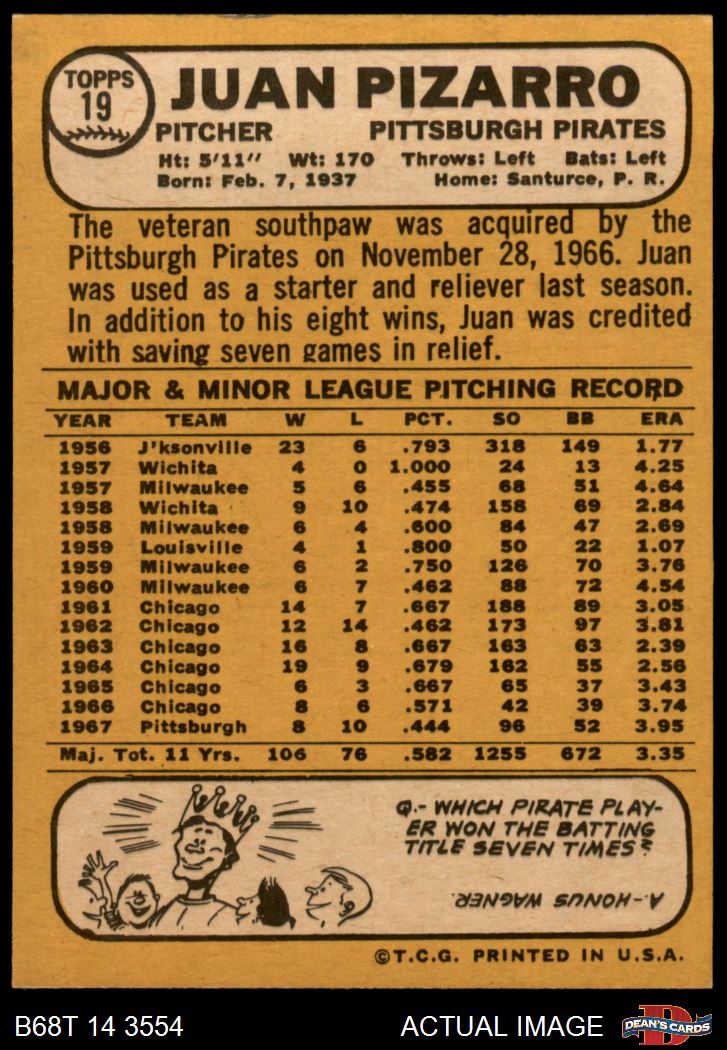 TOPPS
19
JUAN PIZARRO
PITCHER PITTSBURGH PIRATES
Ht: 5'11" Wt: 170 Throws: Left Bats: Left
Born: Feb. 7, 1937 Home: Santurce, P. R.
The veteran southpaw was acquired by the
Pittsburgh Pirates on November 28, 1966. Juan
was used as a starter and reliever last season.
In addition to his eight wins, Juan was credited
with saving seven games in relief.
MAJOR & MINOR LEAGUE PITCHING RECORD
YEAR TEAM W L PCT. SO BB ERA
1956 J'ksonville 23 6 .793 318 149 1.77
1957 Wichita 4 0 1.000 24 13 4.25
1957 Milwaukee 5 6 .455 68 51 4.64
1958 Wichita 9 10 .474 158 69 2.84
1958 Milwaukee 6 4 .600 84 47 2.69
1959 Louisville 4 1 .800 50 22 1.07
1959 Milwaukee 6 2 .750 126 70 3.76
1960 Milwaukee 6 7 .462 88 72 4.54
1961 Chicago 14 7 .667 188 89 3.05
1962 Chicago 12 14 .462 173 97 3.81
1963 Chicago 16 8 .667 163 63 2.39
1964 Chicago 19 9 .679 162 55 2.56
1965 Chicago 6 3 .667 65 37 3.43
1966 Chicago 8 6 .571 42 39 3.74
1967 Pittsburgh 8 10 .444 96 52 3.95
Maj. Tot. 11 Yrs. 106 76 .582 1255 672 3.35
Q.- WHICH PIRATE PLAY-
ER WON THE BATTING
TITLE SEVEN TIMES?
A-HONUS WAGNER.
©T.C.G. PRINTED IN U.S.A.
B68T 14 3554 ACTUAL IMAGE
D
DEAN'S CARDS